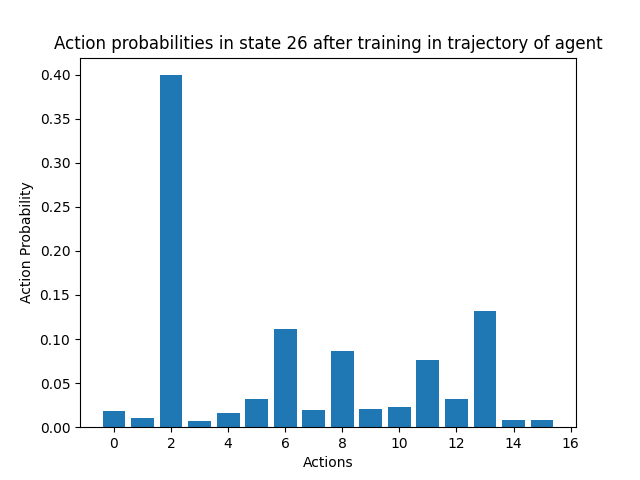 Action probabilities in state 26 after training in trajectory of agent
0.40
0.35
0.30
0.25
0.20
0.15
0.10
0.05
0.00
Action Probability
0 2 4 6 8 10 12 14 16
Actions